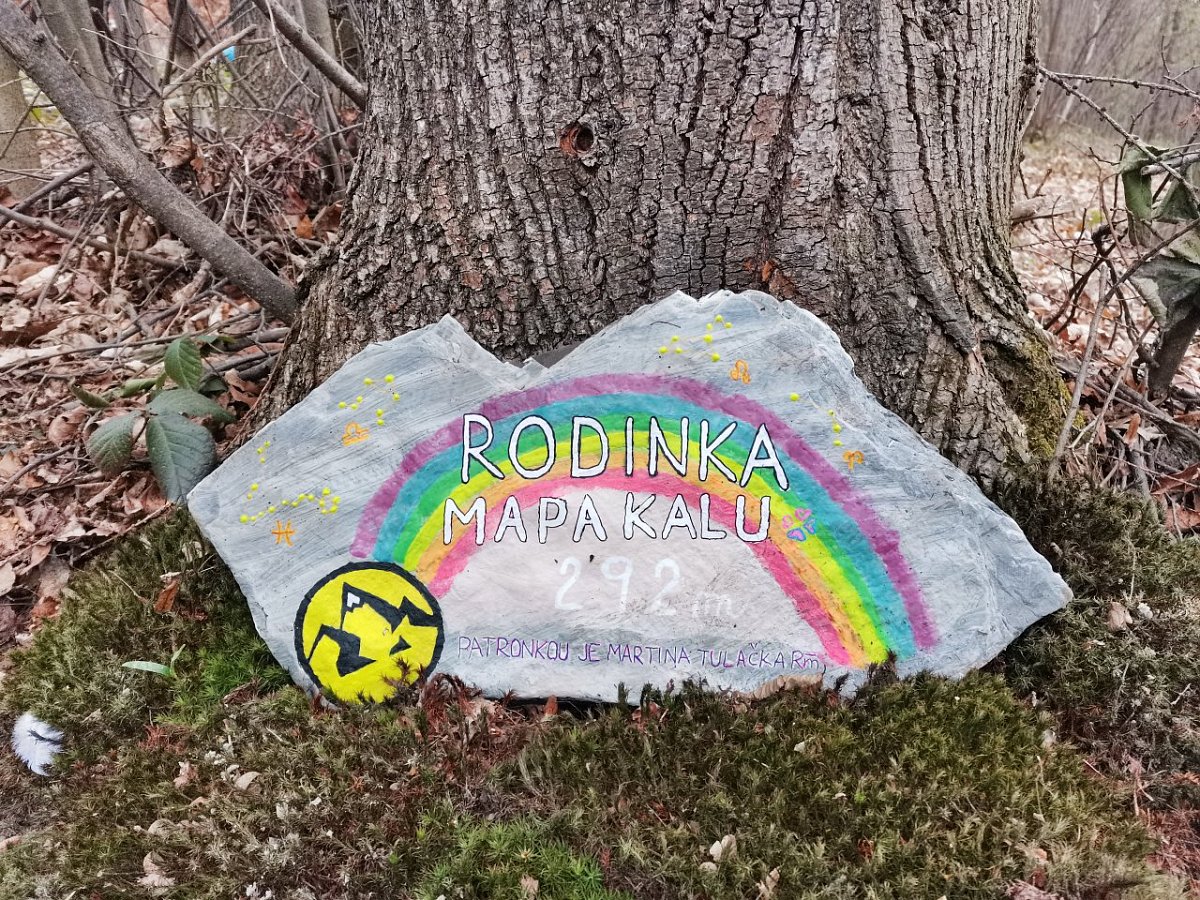 RODINKA
MAPA KALU
292 m
PATRONKOU JE MARTINA TULAČKA Rm